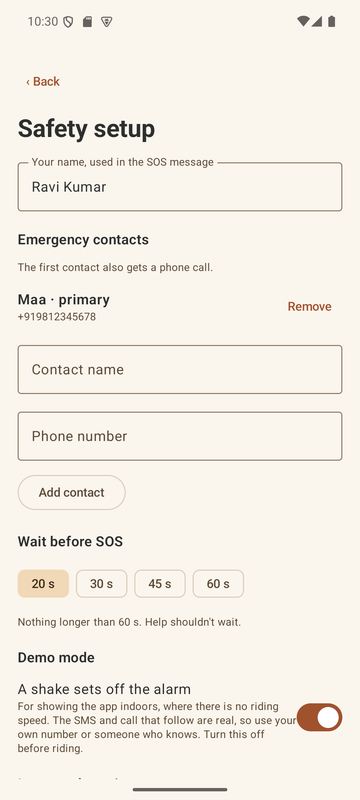 10:30
‹ Back
Safety setup
Your name, used in the SOS message
Ravi Kumar
Emergency contacts
The first contact also gets a phone call.
Maa · primary
+919812345678
Remove
Contact name
Phone number
Add contact
Wait before SOS
20 s 30 s 45 s 60 s
Nothing longer than 60 s. Help shouldn't wait.
Demo mode
A shake sets off the alarm
For showing the app indoors, where there is no riding
speed. The SMS and call that follow are real, so use your
own number or someone who knows. Turn this off
before riding.